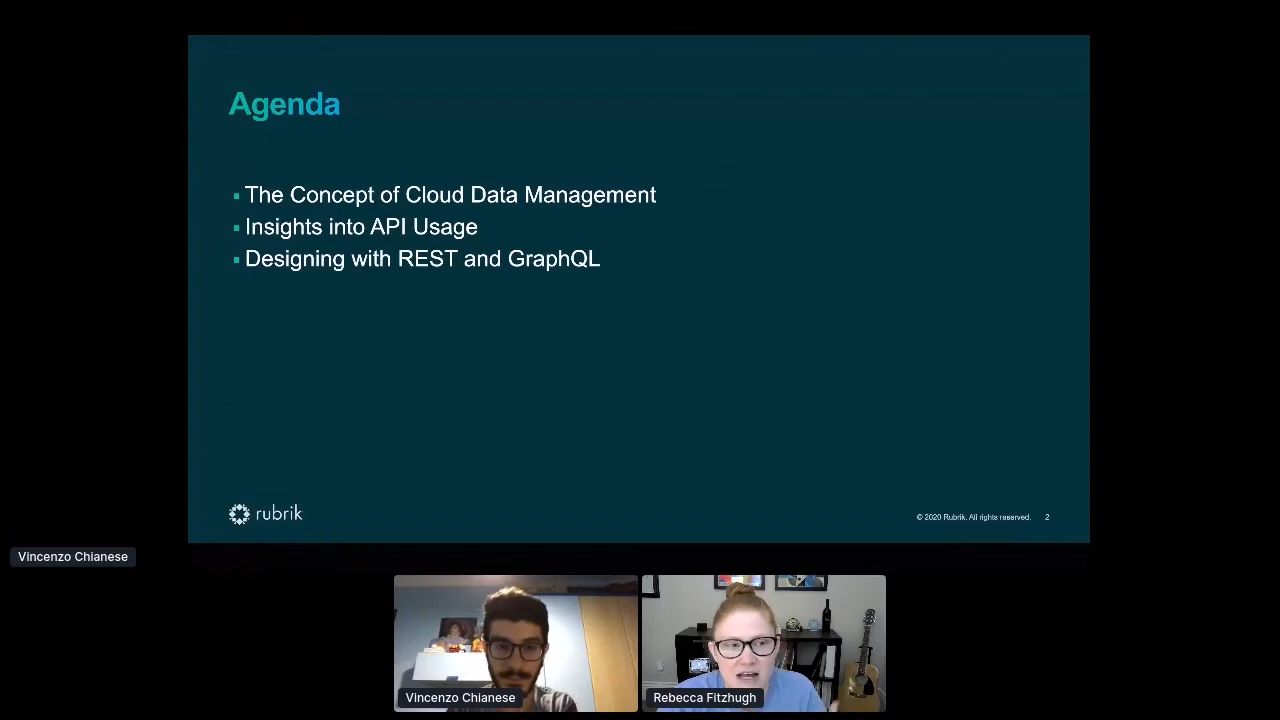 Agenda
▪ The Concept of Cloud Data Management
▪ Insights into API Usage
▪ Designing with REST and GraphQL
rubrik
© 2020 Rubrik. All rights reserved. 2
Vincenzo Chianese
Vincenzo Chianese
Rebecca Fitzhugh